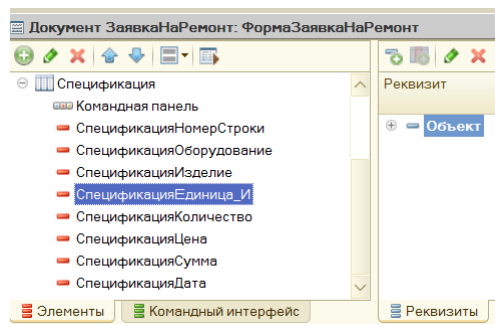 Документ ЗаявкаНаРемонт: ФормаЗаявкаНаРемонт
Спецификация
Командная панель
СпецификацияНомерСтроки
СпецификацияОборудование
СпецификацияИзделие
СпецификацияЕдиница_И
СпецификацияКоличество
СпецификацияЦена
СпецификацияСумма
СпецификацияДата
Элементы
Командный интерфейс
Реквизит
Объект
Реквизиты